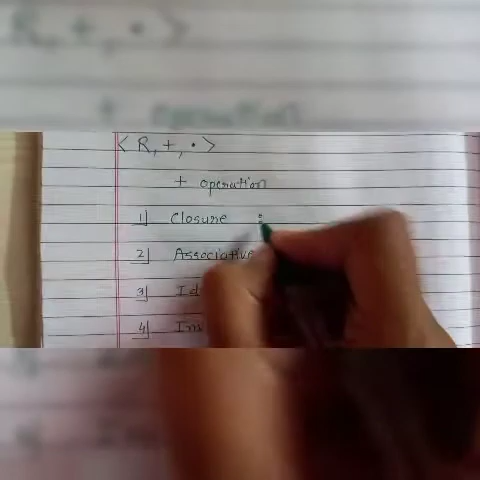 < R, +, • >
+ operation
1] Closure :
2] Associative
3] Id
4] In